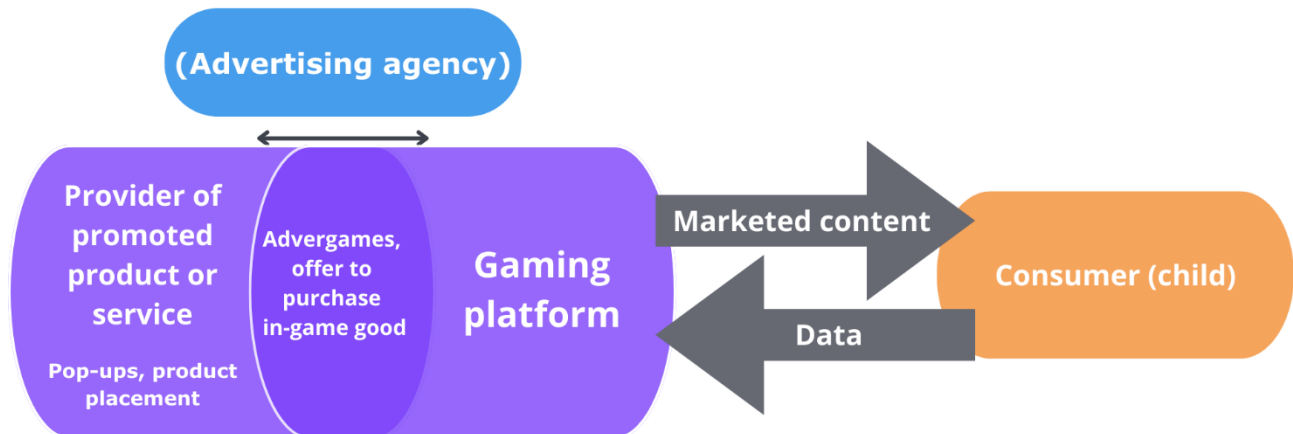 (Advertising agency)
Provider of
promoted
product or
service
Pop-ups, product
placement
Advergames,
offer to
purchase
in-game good
Gaming
platform
Marketed content
Data
Consumer (child)